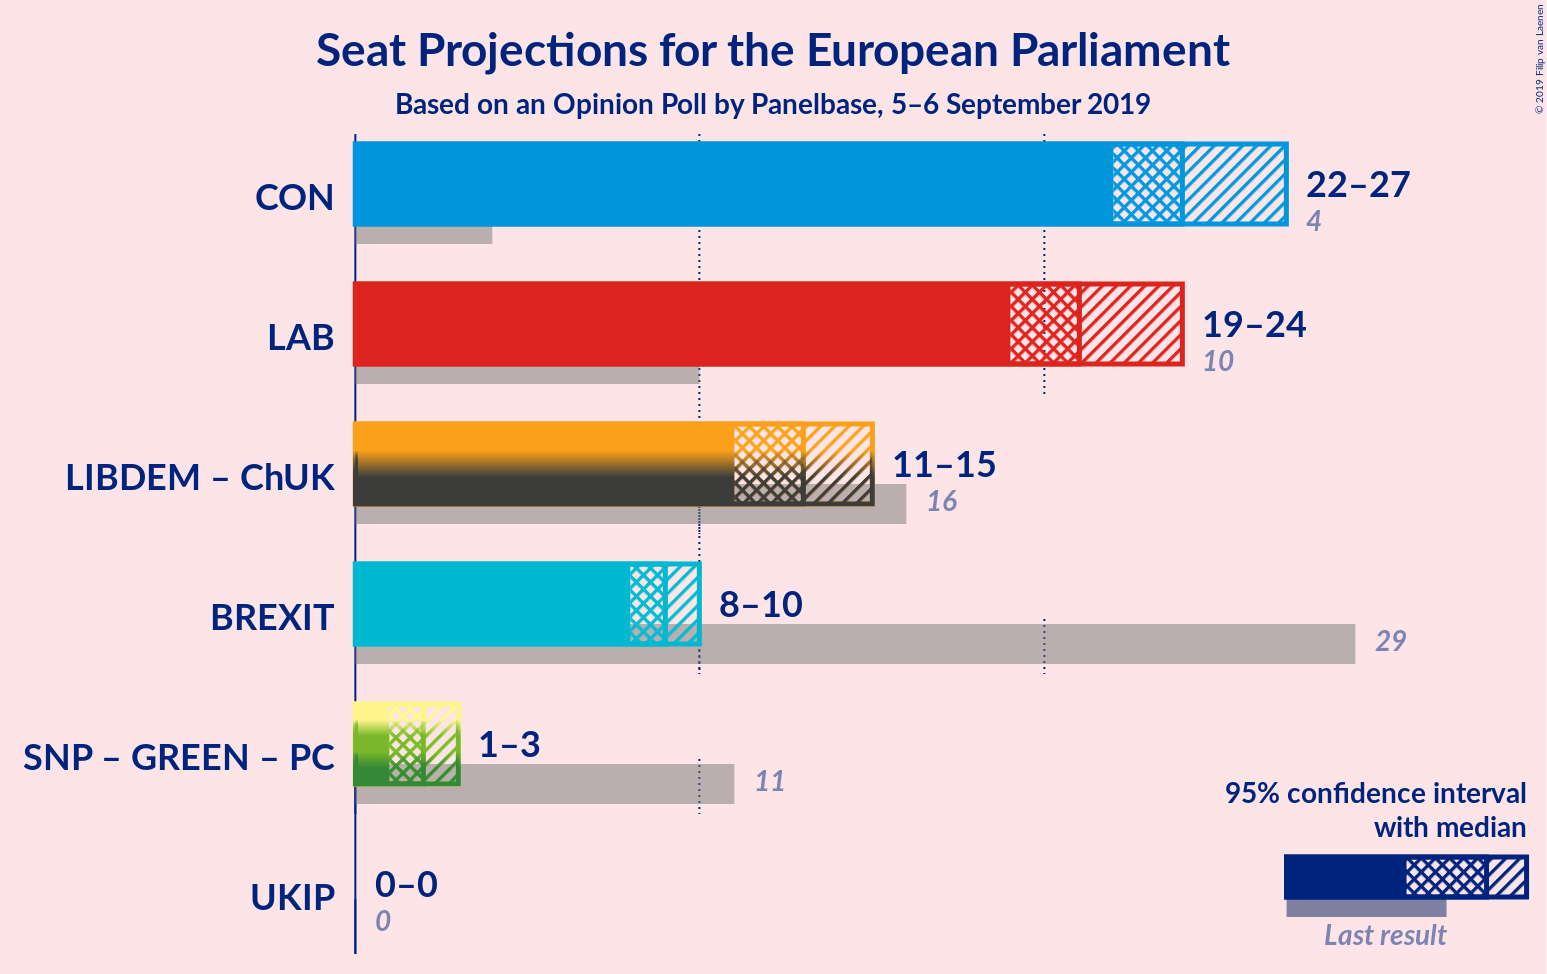 Seat Projections for the European Parliament
Based on an Opinion Poll by Panelbase, 5–6 September 2019
© 2019 Filip van Laenen
CON
22–27
4
LAB
19–24
10
LIBDEM – ChUK
11–15
16
BREXIT
8–10
29
SNP – GREEN – PC
1–3
11
UKIP
0–0
0
95% confidence interval
with median
Last result